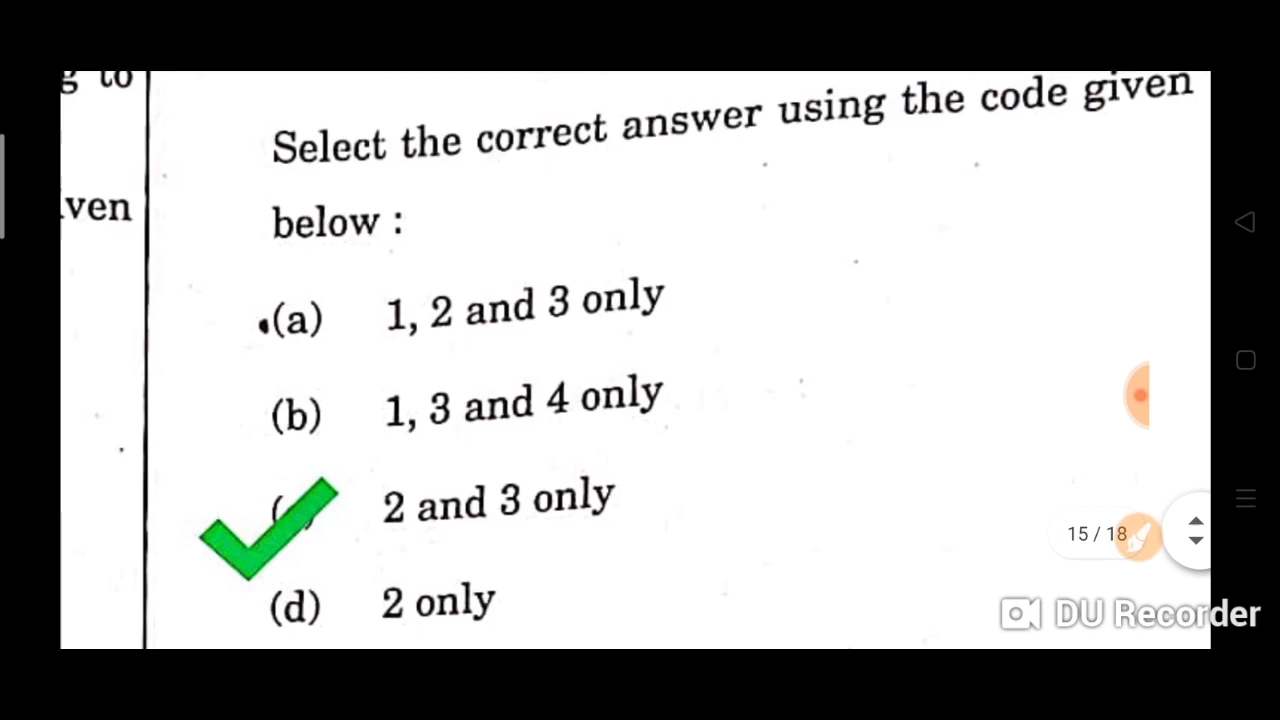 g to
ven
Select the correct answer using the code given
below :
(a) 1, 2 and 3 only
(b) 1, 3 and 4 only
2 and 3 only
(d) 2 only
15 / 18
DU Recorder